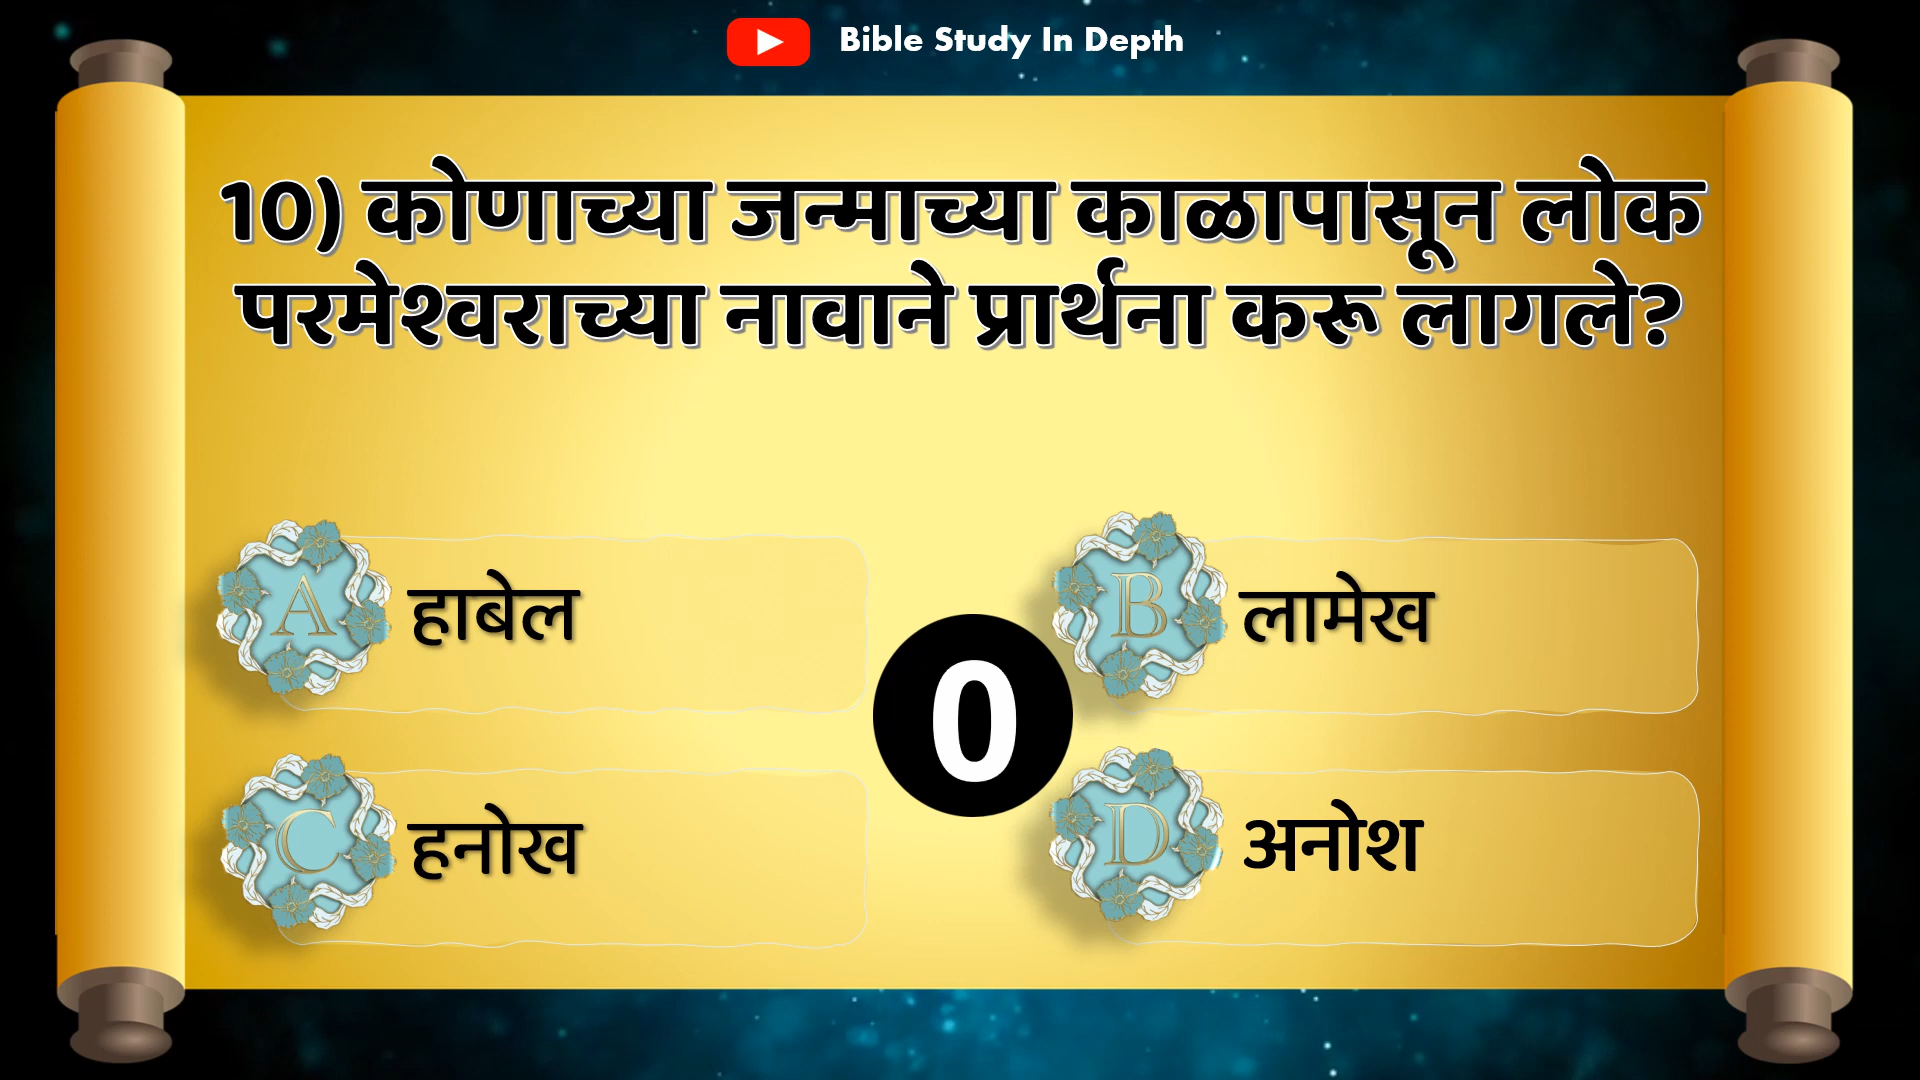 Bible Study In Depth
10) कोणाच्या जन्माच्या काळापासून लोक
परमेश्वराच्या नावाने प्रार्थना करू लागले?
A हाबेल
B लामेख
0
C हनोख
D अनोश